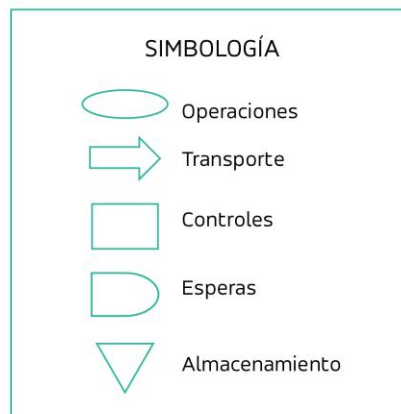 SIMBOLOGÍA
Operaciones
Transporte
Controles
Esperas
Almacenamiento